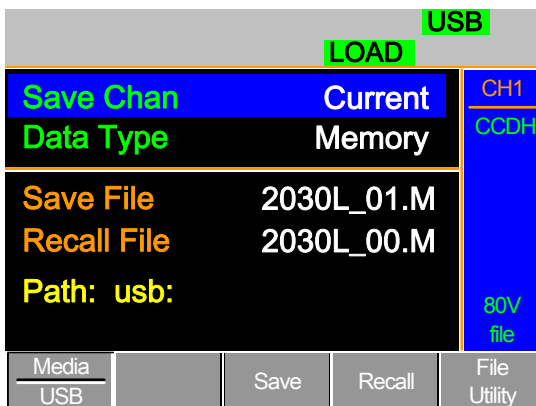 USB
LOAD
Save Chan Current
Data Type Memory
CH1
CCDH
Save File 2030L_01.M
Recall File 2030L_00.M
Path: usb:
80V
file
Media
USB
Save
Recall
File
Utility